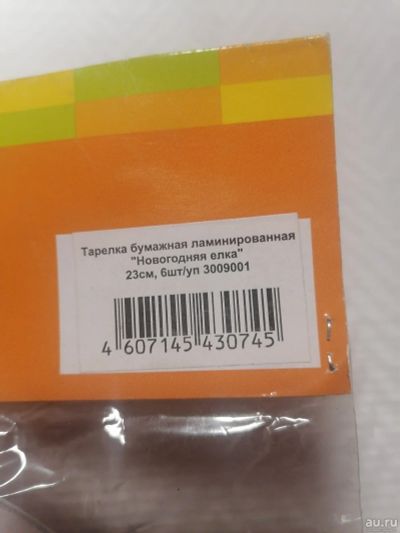 Тарелка бумажная ламинированная
"Новогодняя елка"
23см, 6шт/уп 3009001
4 607145 430745
au.ru